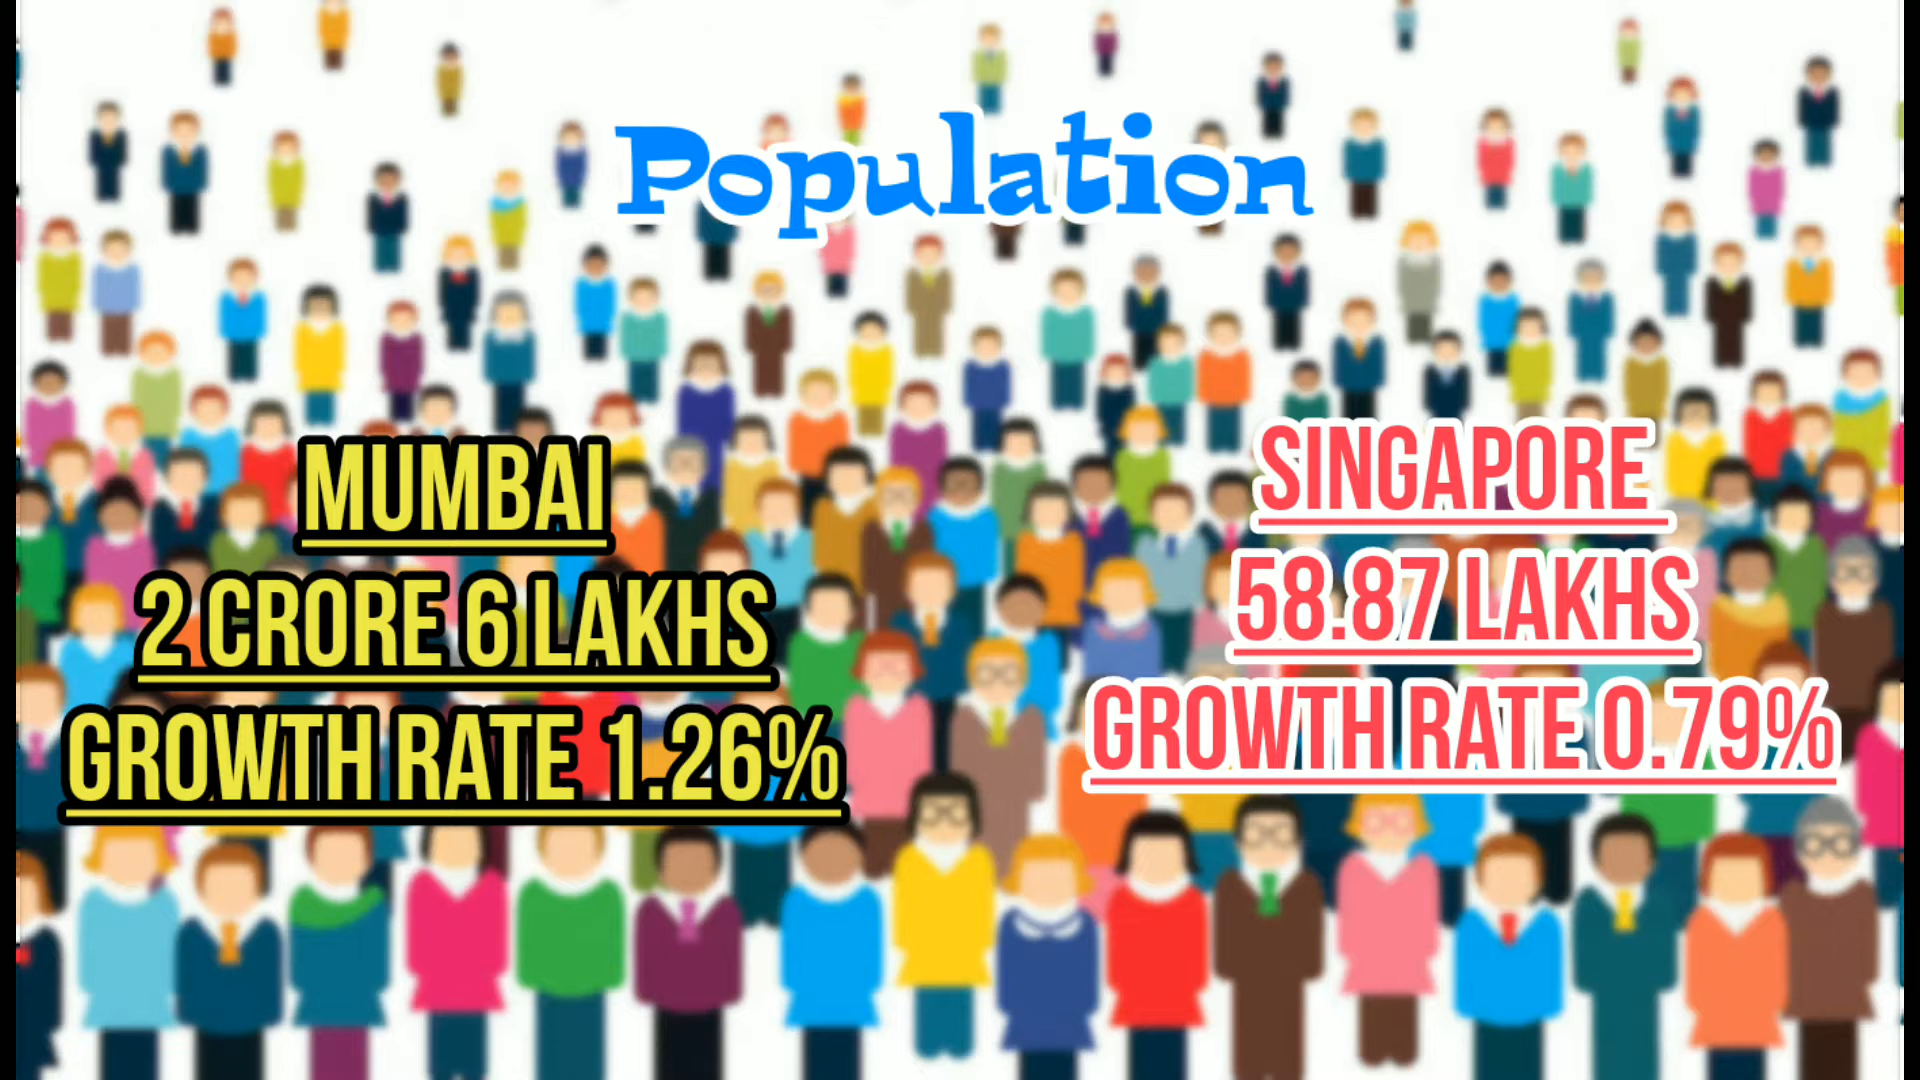 Population
MUMBAI
2 CRORE 6 LAKHS
GROWTH RATE 1.26%
SINGAPORE
58.87 LAKHS
GROWTH RATE 0.79%